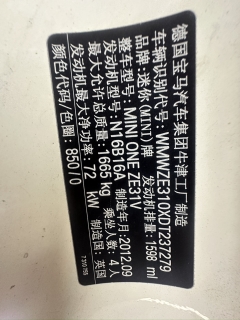 德国宝马汽车集团牛津工厂制造
车辆识别代号: WMWZE310XDT237279
品牌:迷你 (MINI)牌 发动机排量: 1598 ml
整车型号: MINI ONE ZE31V
发动机型号: N16B16A 制造年月: 2012.09
最大允许总质量: 1665 kg 乘坐人数: 4人
发动机最大净功率: 72 kW 制造国: 英国
颜色代码/色圈: 850/0